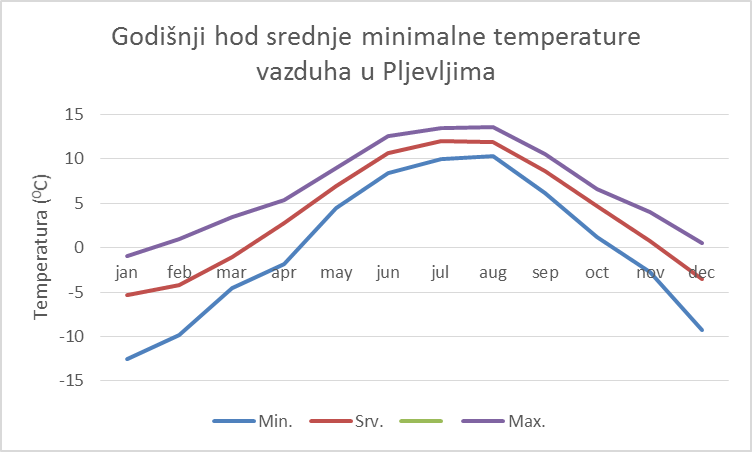 Godišnji hod srednje minimalne temperature
vazduha u Pljevljima
Temperatura (⁰C)
15
10
5
0
-5
-10
-15
jan feb mar apr may jun jul aug sep oct nov dec
Min. Srv. Max.